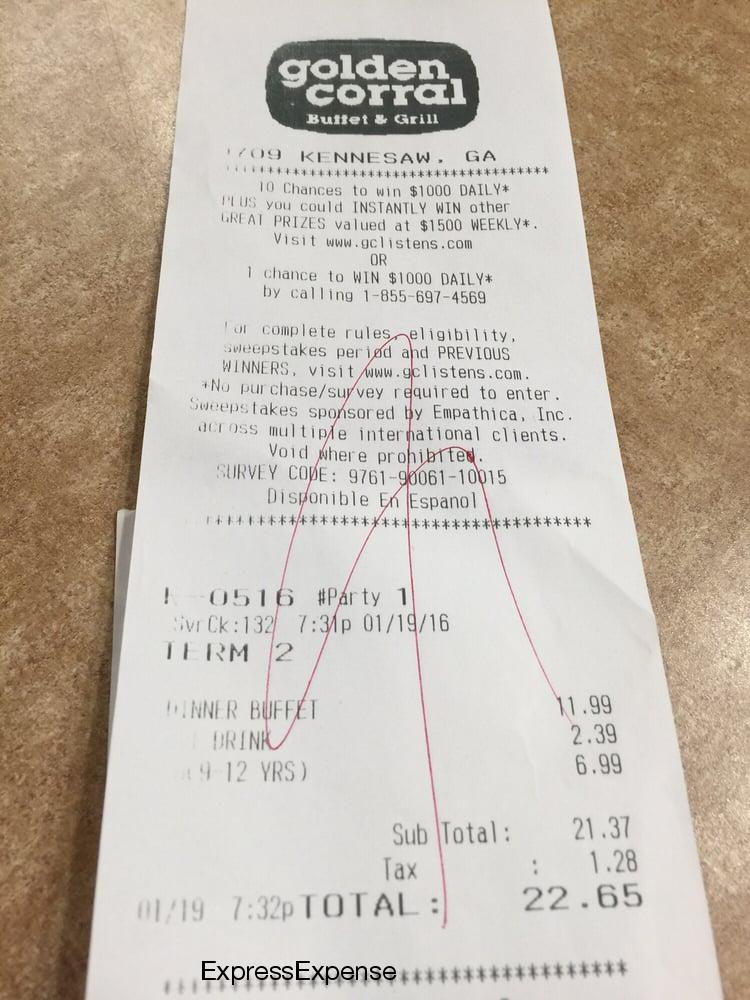 golden
corral
Buffet & Grill
1709 KENNESAW, GA
************************************
10 Chances to win $1000 DAILY*
PLUS you could INSTANTLY WIN other
GREAT PRIZES valued at $1500 WEEKLY*.
Visit www.gclistens.com
OR
1 chance to WIN $1000 DAILY*
by calling 1-855-697-4569
For complete rules, eligibility,
sweepstakes period and PREVIOUS
WINNERS, visit www.gclistens.com.
*No purchase/survey required to enter.
Sweepstakes sponsored by Empathica, Inc.
across multiple international clients.
Void where prohibited.
SURVEY CODE: 9761-90061-10015
Disponible En Espanol
************************************
0516 #Party 1
SvrCk:132 7:31p 01/19/16
TERM 2
DINNER BUFFET 11.99
DRINK 2.39
9-12 YRS) 6.99
Sub Total: 21.37
Tax : 1.28
01/19 7:32p TOTAL: 22.65
************************************
ExpressExpense